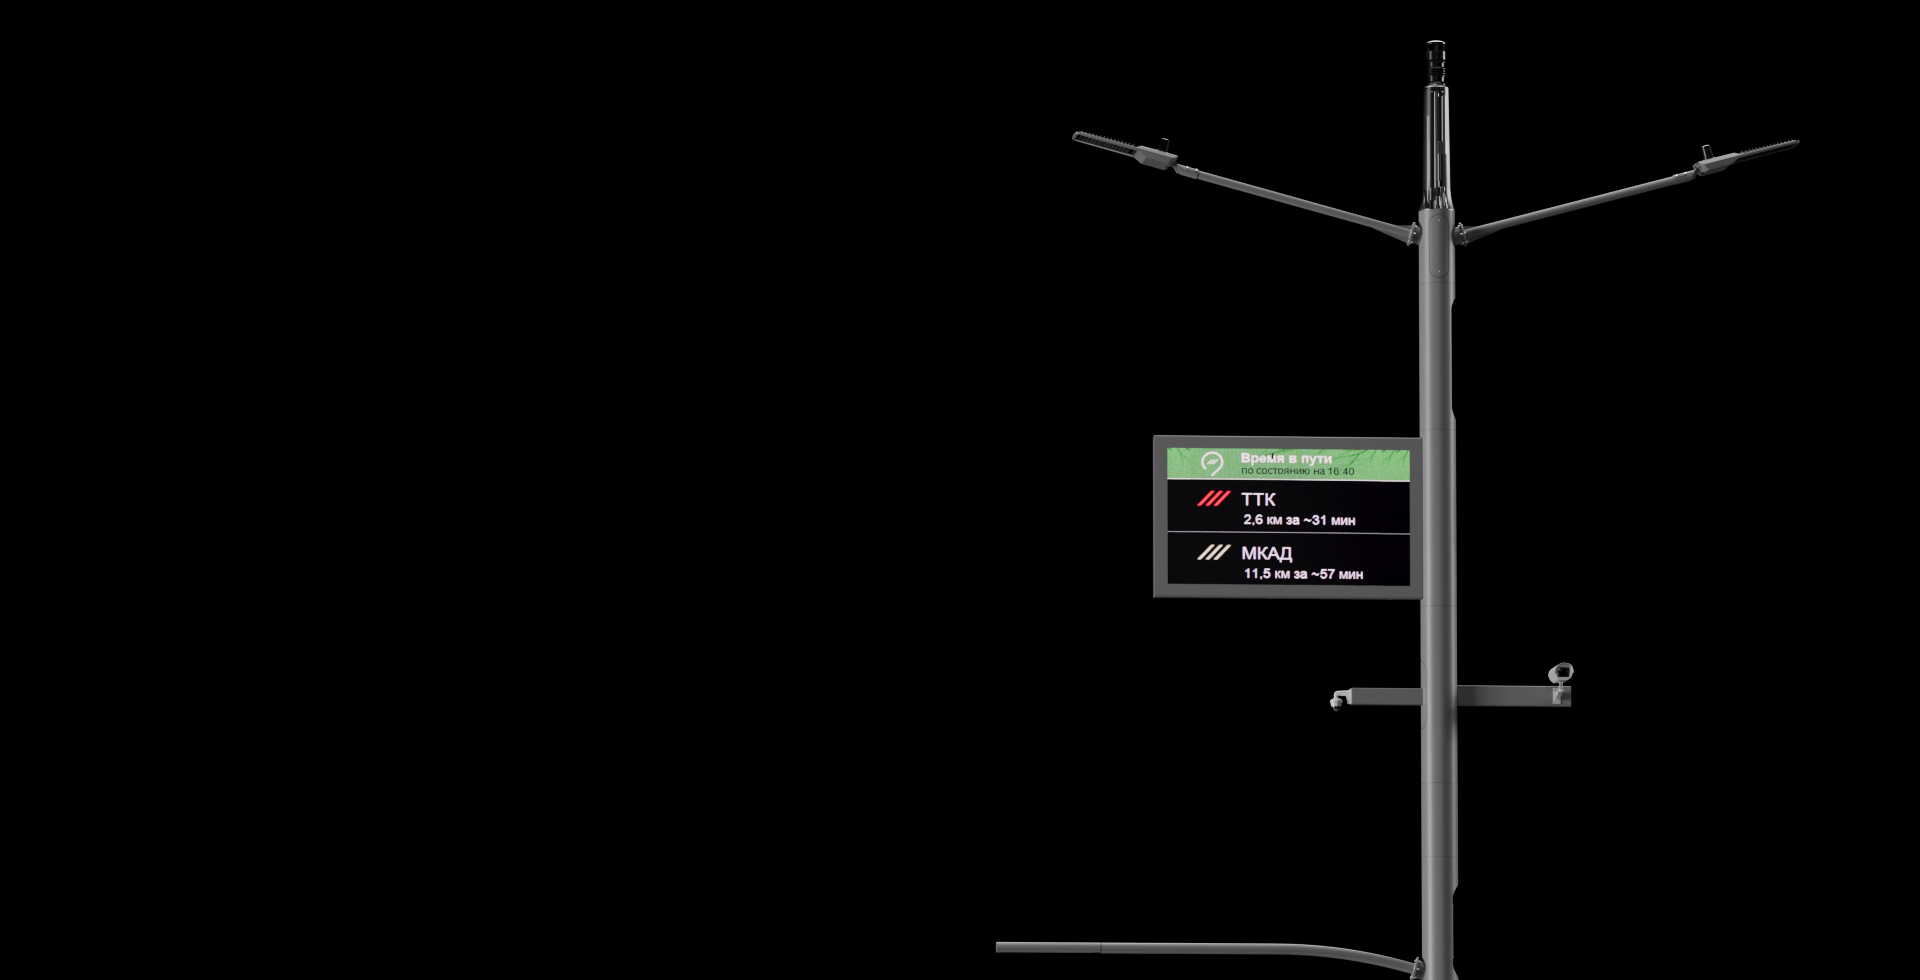 Время в пути
по состоянию на 16:40
ТТК
2,6 км за ~31 мин
МКАД
11,5 км за ~57 мин